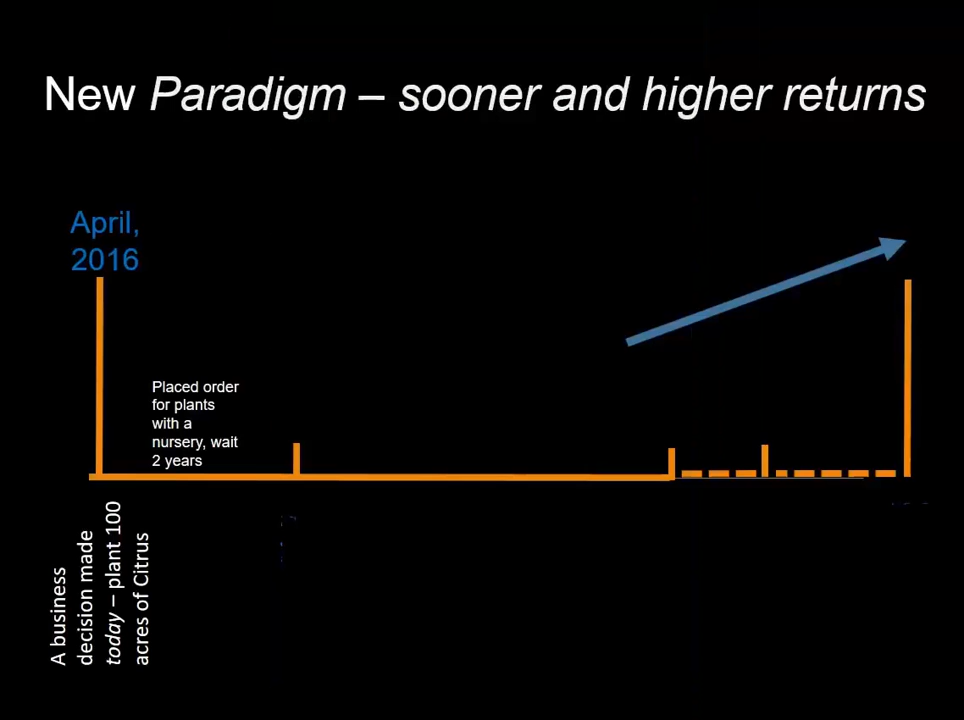 New Paradigm – sooner and higher returns
April,
2016
Placed order
for plants
with a
nursery, wait
2 years
A business
decision made
today – plant 100
acres of Citrus